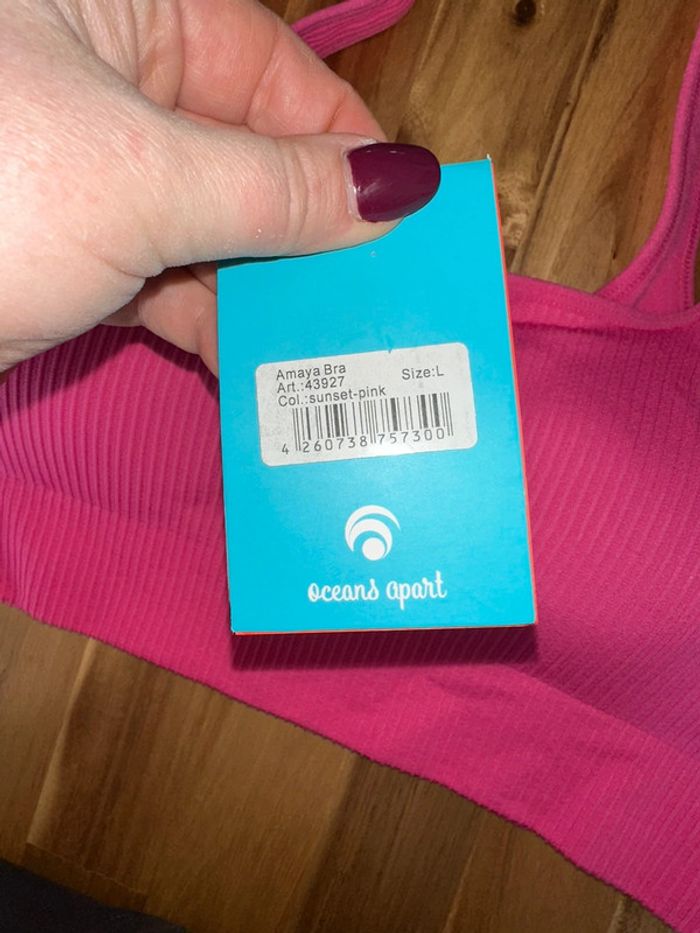 Amaya Bra
Art.:43927 Size:L
Col.:sunset-pink
4 260738 757300
oceans apart